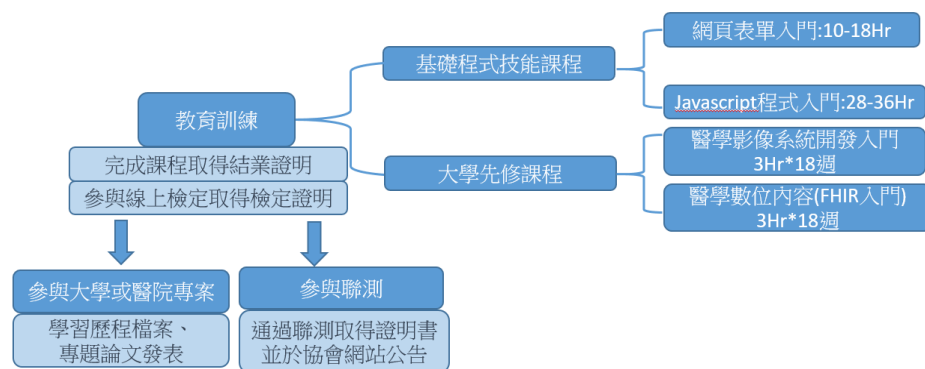 教育訓練
完成課程取得結業證明
參與線上檢定取得檢定證明
基礎程式技能課程
網頁表單入門:10-18Hr
Javascript程式入門:28-36Hr
大學先修課程
醫學影像系統開發入門
3Hr*18週
醫學數位內容(FHIR入門)
3Hr*18週
參與大學或醫院專案
學習歷程檔案、
專題論文發表
參與聯測
通過聯測取得證明書
並於協會網站公告